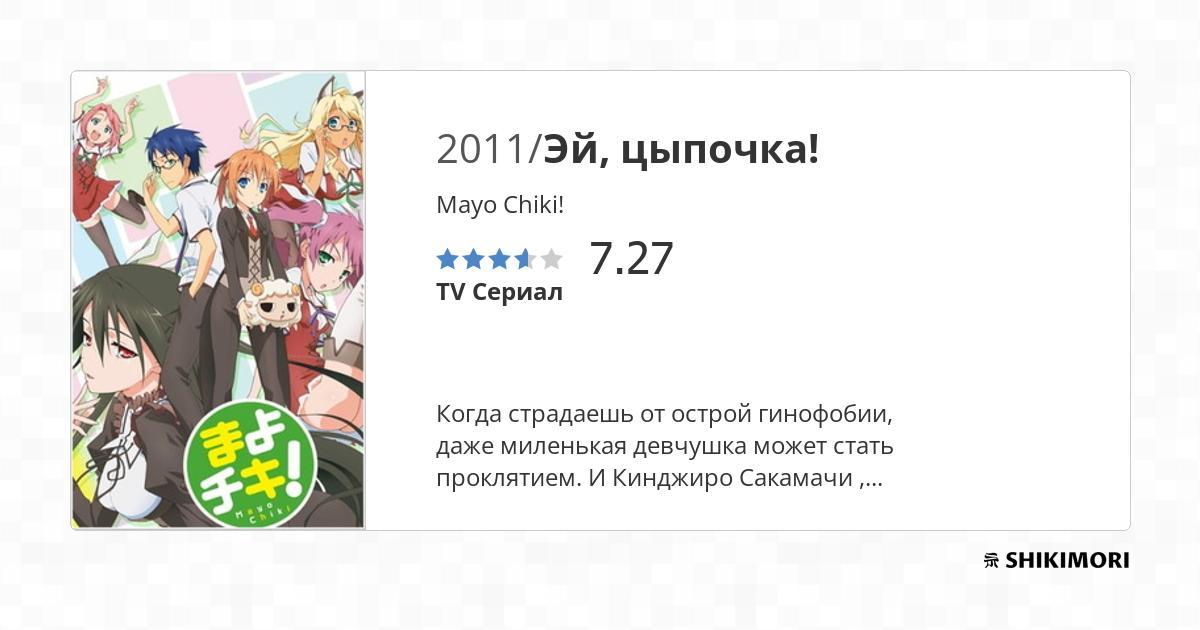 2011/Эй, цыпочка!
Mayo Chiki!
7.27
TV Сериал
Когда страдаешь от острой гинофобии,
даже миленькая девчушка может стать
проклятием. И Кинджиро Сакамачи ,...
まよ
チキ!
Mayo
Chiki
SHIKIMORI